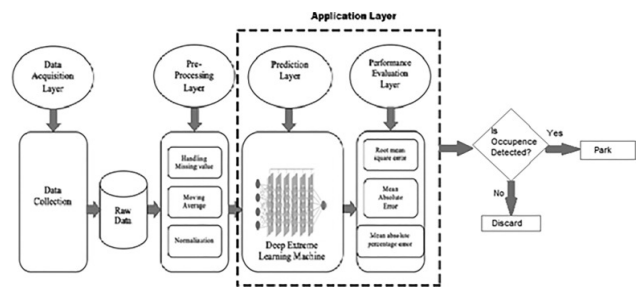 Application Layer
Data
Acquisition
Layer
Pre-
Processing
Layer
Prediction
Layer
Performance
Evaluation
Layer
Data
Collection
Raw
Data
Handling
Missing value
Moving
Average
Normalization
Deep Extreme
Learning Machine
Root mean
square error
Mean
Absolute
Error
Mean absolute
percentage error
Is
Occupence
Detected?
Yes
Park
No
Discard